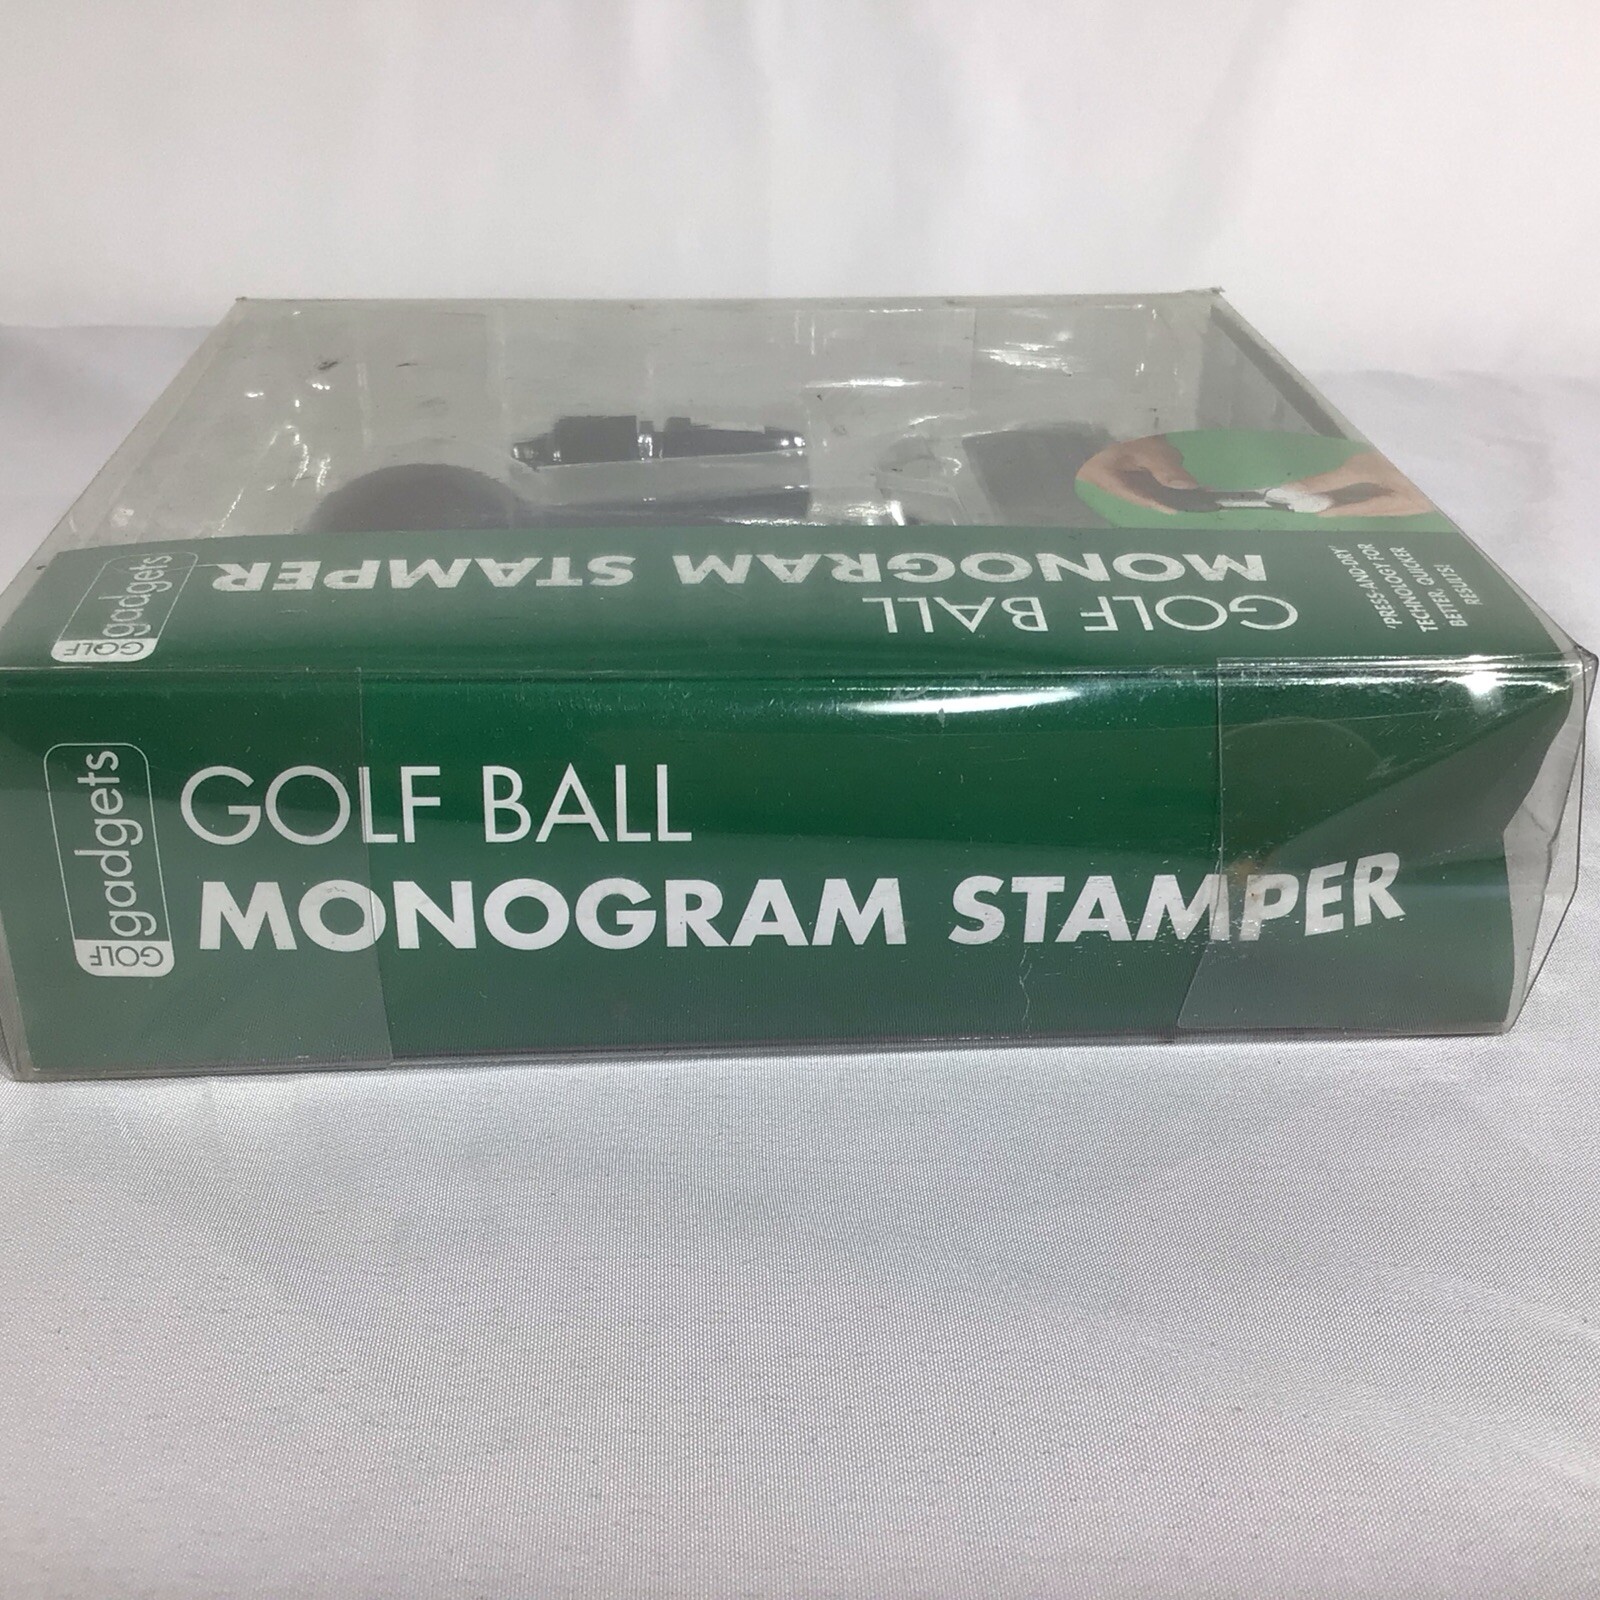 GOLF BALL
MONOGRAM STAMPER
'PRESS-AND-DRY'
TECHNOLOGY FOR
BETTER, QUICKER
RESULTS!
GOLF
gadgets
GOLF BALL
MONOGRAM STAMPER
GOLF
gadgets